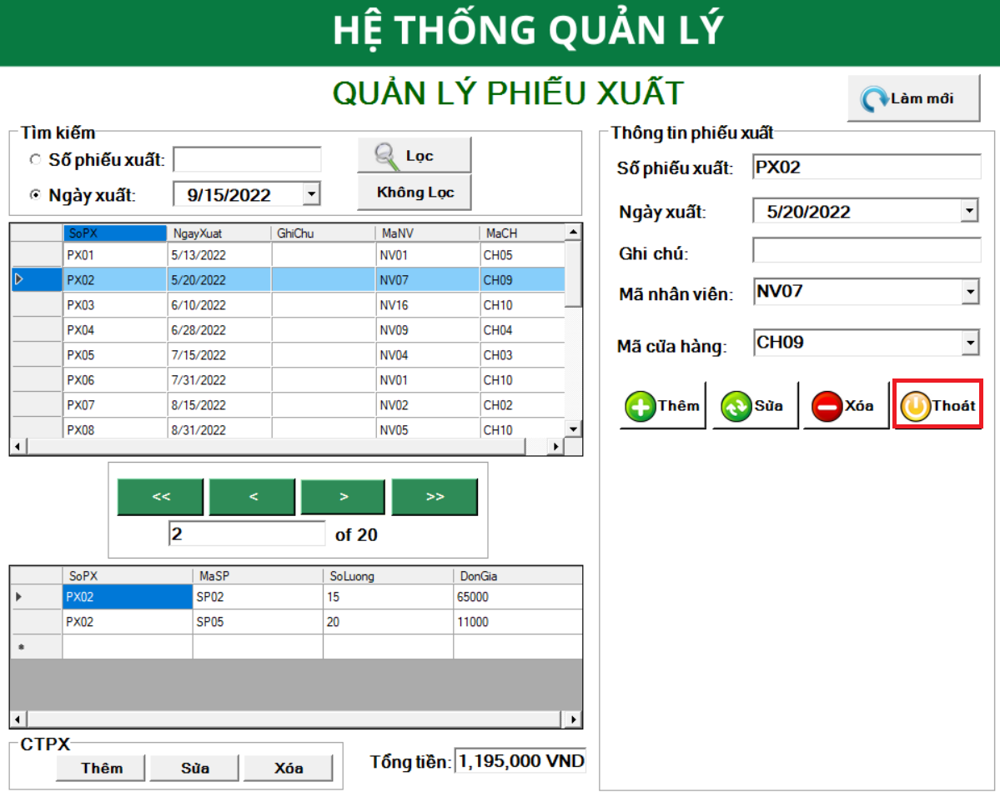 HỆ THỐNG QUẢN LÝ
QUẢN LÝ PHIẾU XUẤT
Làm mới
Tìm kiếm
Số phiếu xuất:
Lọc
Ngày xuất: 9/15/2022
Không Lọc
SoPX NgayXuat GhiChu MaNV MaCH
PX01 5/13/2022 NV01 CH05
PX02 5/20/2022 NV07 CH09
PX03 6/10/2022 NV16 CH10
PX04 6/28/2022 NV09 CH04
PX05 7/15/2022 NV04 CH03
PX06 7/31/2022 NV01 CH10
PX07 8/15/2022 NV02 CH02
PX08 8/31/2022 NV05 CH10
<< < > >>
2 of 20
SoPX MaSP SoLuong DonGia
PX02 SP02 15 65000
PX02 SP05 20 11000
*
CTPX
Thêm Sửa Xóa
Tổng tiền: 1,195,000 VND
Thông tin phiếu xuất
Số phiếu xuất: PX02
Ngày xuất: 5/20/2022
Ghi chú:
Mã nhân viên: NV07
Mã cửa hàng: CH09
Thêm Sửa Xóa Thoát